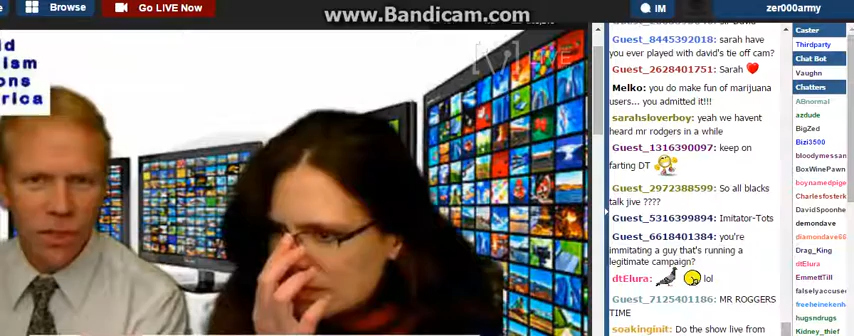 Browse
Go LIVE Now
www.Bandicam.com
IM
zer000army
ism
ons
rica
LIVE
Guest_8445392018: sarah have
you ever played with david's tie off cam?
Guest_2628401751: Sarah
Melko: you do make fun of marijuana
users... you admitted it!!!
sarahsloverboy: yeah we havent
heard mr rodgers in a while
Guest_1316390097: keep on
farting DT
Guest_2972388599: So all blacks
talk jive ????
Guest_5316399894: Imitator-Tots
Guest_6618401384: you're
immitating a guy that's running a
legitimate campaign?
dtElura: lol
Guest_7125401186: MR ROGGERS
TIME
soakinginit: Do the show live from
Caster
Thirdparty
Chat Bot
Vaughn
Chatters
ABnormal
azdude
BigZed
Bizi3500
bloodymessan
BoxWinePawn
boynamedpige
Charlesfosterk
DavidSpoonhe
demondave
diamondave66
Drag_King
dtElura
EmmettTill
falselyaccuse
freeheinekenh
hugsndrugs
Kidney_thief